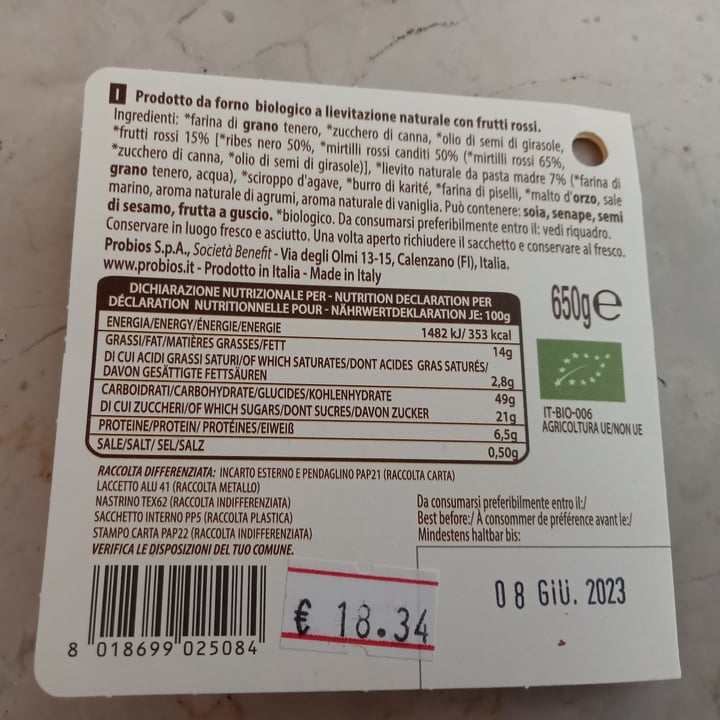 I Prodotto da forno biologico a lievitazione naturale con frutti rossi.
Ingredienti: *farina di grano tenero, *zucchero di canna, *olio di semi di girasole,
*frutti rossi 15% [*ribes nero 50%, *mirtilli rossi canditi 50% (*mirtilli rossi 65%,
*zucchero di canna, *olio di semi di girasole)], *lievito naturale da pasta madre 7% (*farina di
grano tenero, acqua), *sciroppo d'agave, *burro di karité, *farina di piselli, *malto d'orzo, sale
marino, aroma naturale di agrumi, aroma naturale di vaniglia. Può contenere: soia, senape, semi
di sesamo, frutta a guscio. *biologico. Da consumarsi preferibilmente entro il: vedi riquadro.
Conservare in luogo fresco e asciutto. Una volta aperto richiudere il sacchetto e conservare al fresco.
Probios S.p.A., Società Benefit - Via degli Olmi 13-15, Calenzano (FI), Italia.
www.probios.it - Prodotto in Italia - Made in Italy
DICHIARAZIONE NUTRIZIONALE PER - NUTRITION DECLARATION PER
DÉCLARATION NUTRITIONNELLE POUR - NÄHRWERTDEKLARATION JE: 100g
ENERGIA/ENERGY/ÉNERGIE/ENERGIE 1482 kJ/ 353 kcal
GRASSI/FAT/MATIÈRES GRASSES/FETT 14g
DI CUI ACIDI GRASSI SATURI/OF WHICH SATURATES/DONT ACIDES GRAS SATURÉS/
DAVON GESÄTTIGTE FETTSÄUREN 2,8g
CARBOIDRATI/CARBOHYDRATE/GLUCIDES/KOHLENHYDRATE 49g
DI CUI ZUCCHERI/OF WHICH SUGARS/DONT SUCRES/DAVON ZUCKER 21g
PROTEINE/PROTEIN/ PROTÉINES/EIWEIß 6,5g
SALE/SALT/ SEL/SALZ 0,50g
650g e
IT-BIO-006
AGRICOLTURA UE/NON UE
RACCOLTA DIFFERENZIATA: INCARTO ESTERNO E PENDAGLINO PAP21 (RACCOLTA CARTA)
LACCETTO ALU 41 (RACCOLTA METALLO)
NASTRINO TEX62 (RACCOLTA INDIFFERENZIATA)
SACCHETTO INTERNO PP5 (RACCOLTA PLASTICA)
STAMPO CARTA PAP22 (RACCOLTA INDIFFERENZIATA)
VERIFICA LE DISPOSIZIONI DEL TUO COMUNE.
Da consumarsi preferibilmente entro il:/
Best before:/ À consommer de préférence avant le:/
Mindestens haltbar bis:
08 GIU. 2023
€ 18.34
8 018699 025084